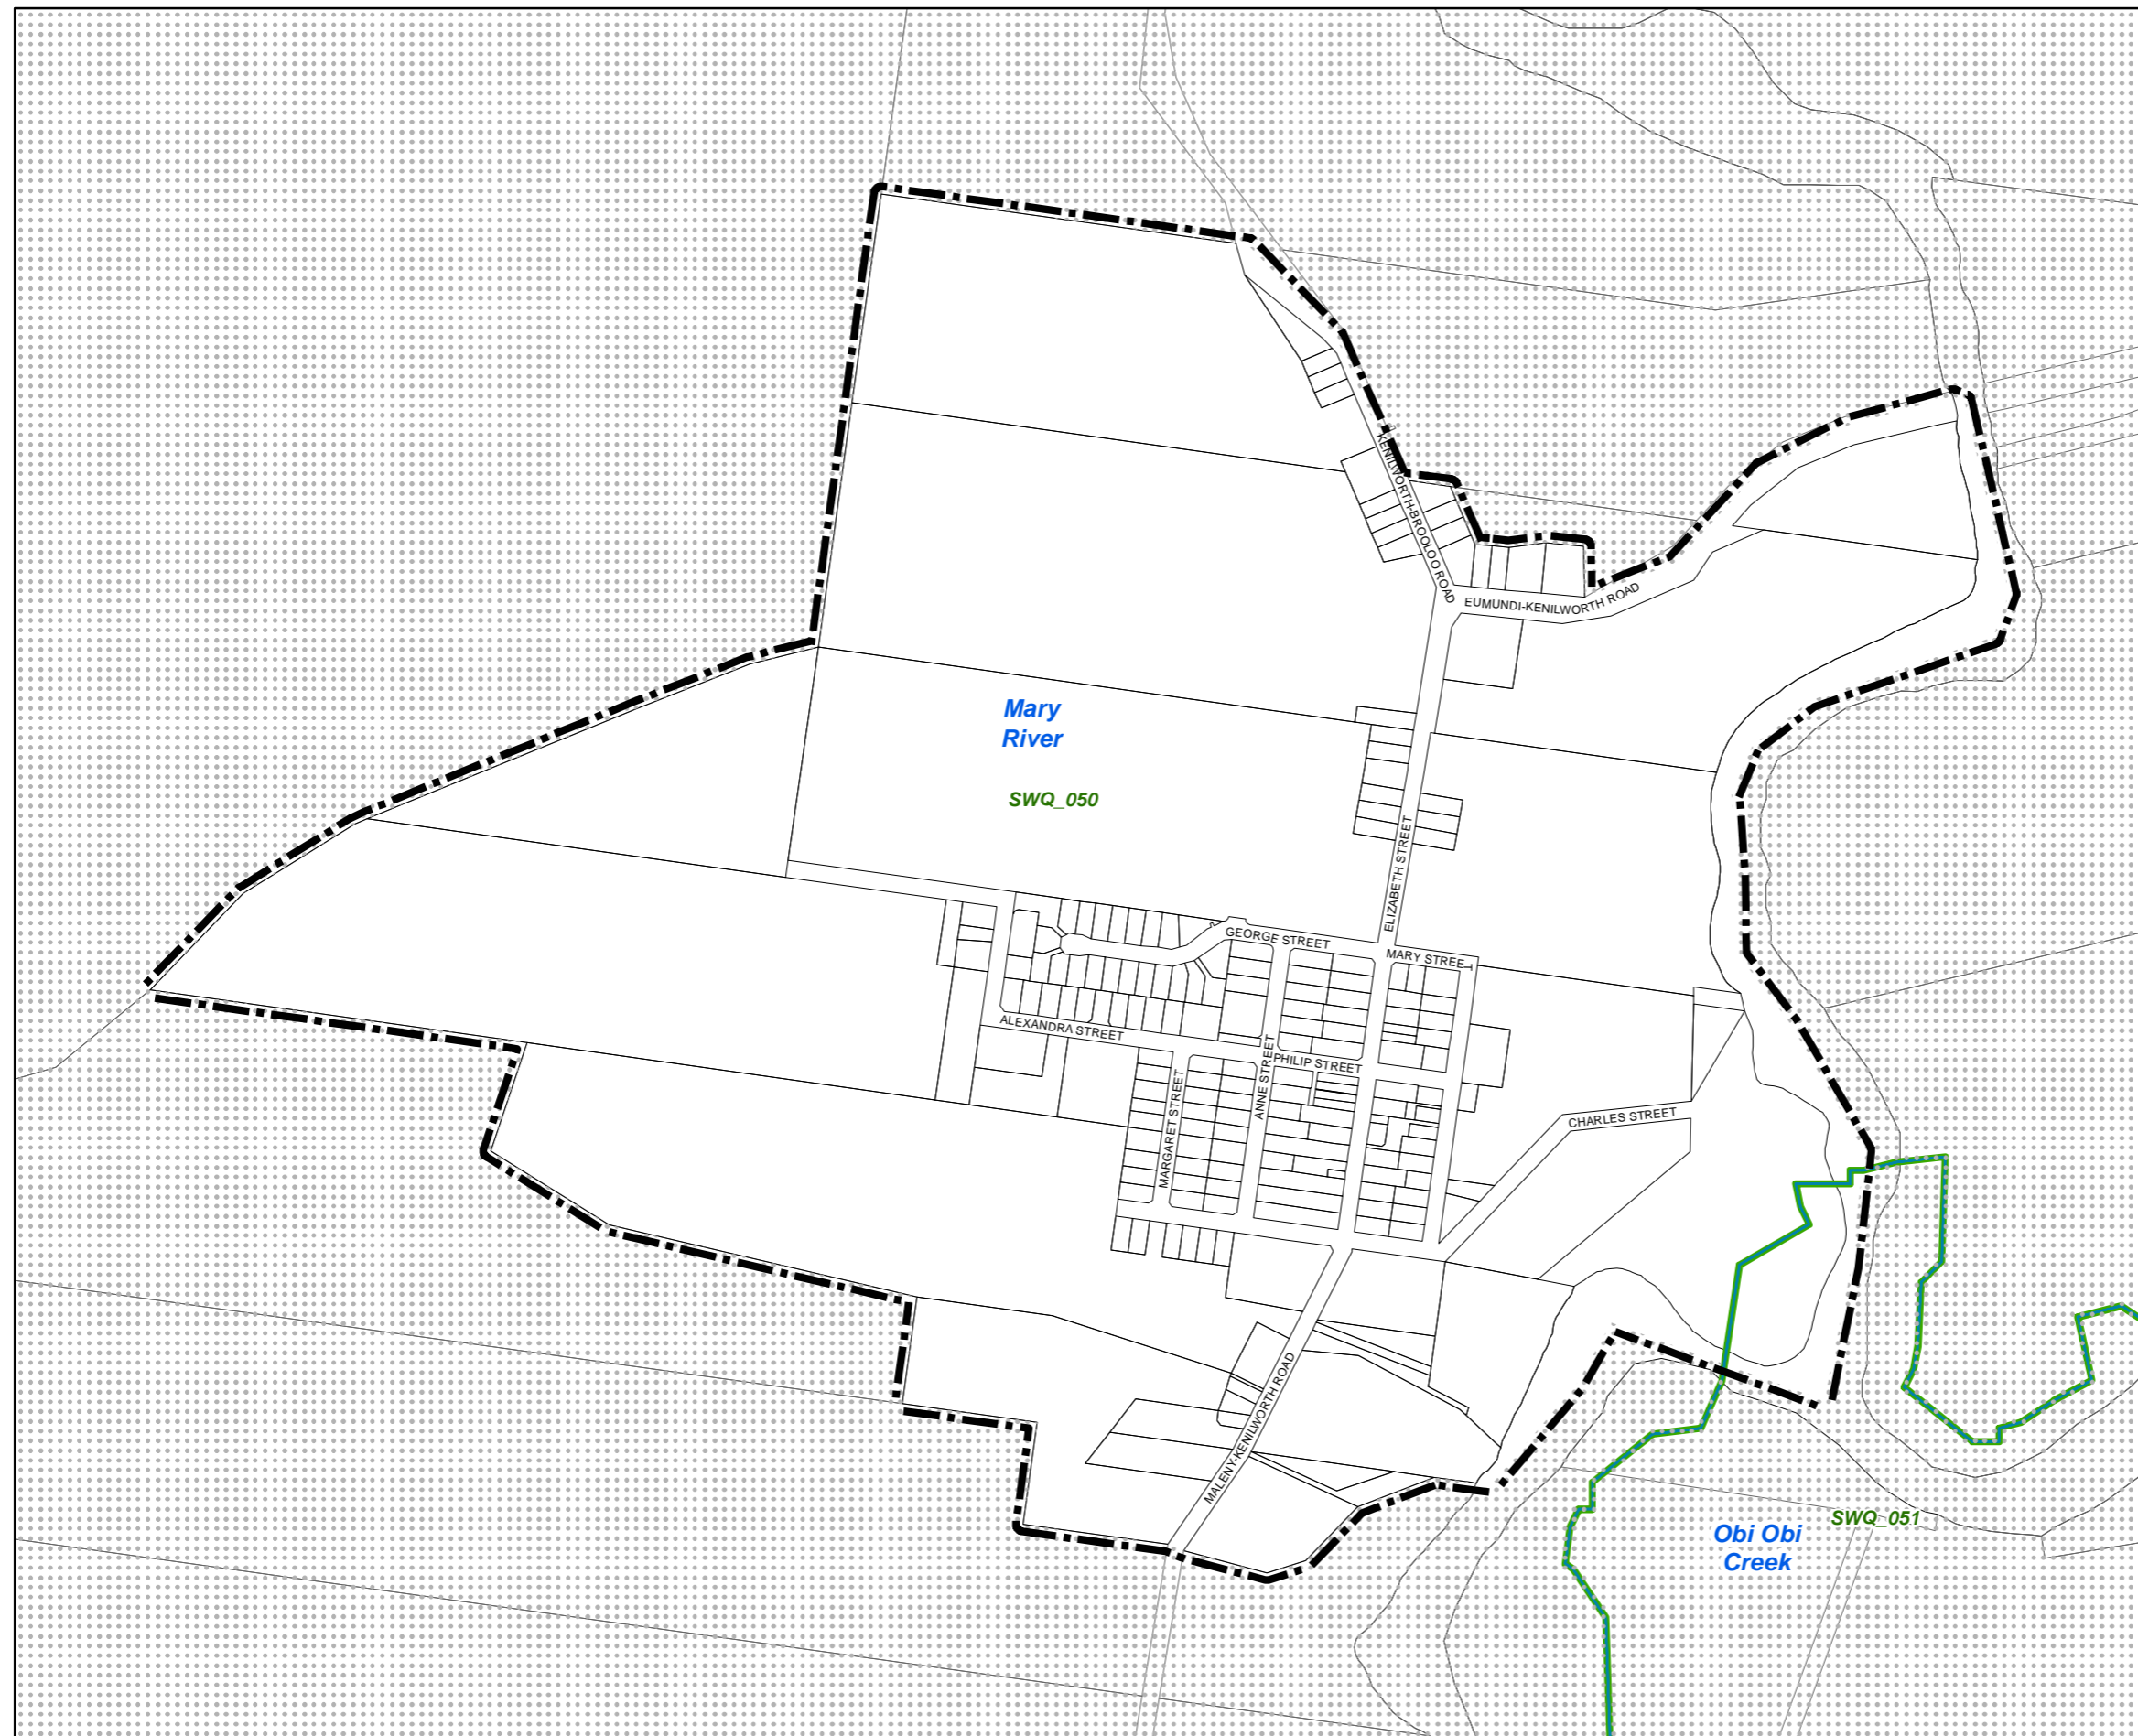 KENILWORTH-BROOLOO ROAD
EUMUNDI-KENILWORTH ROAD
Mary
River
SWQ_050
ELIZABETH STREET
GEORGE STREET
MARY STREET
ALEXANDRA STREET
PHILIP STREET
ANNE STREET
MARGARET STREET
CHARLES STREET
MALENY-KENILWORTH ROAD
SWQ_051
Obi Obi
Creek